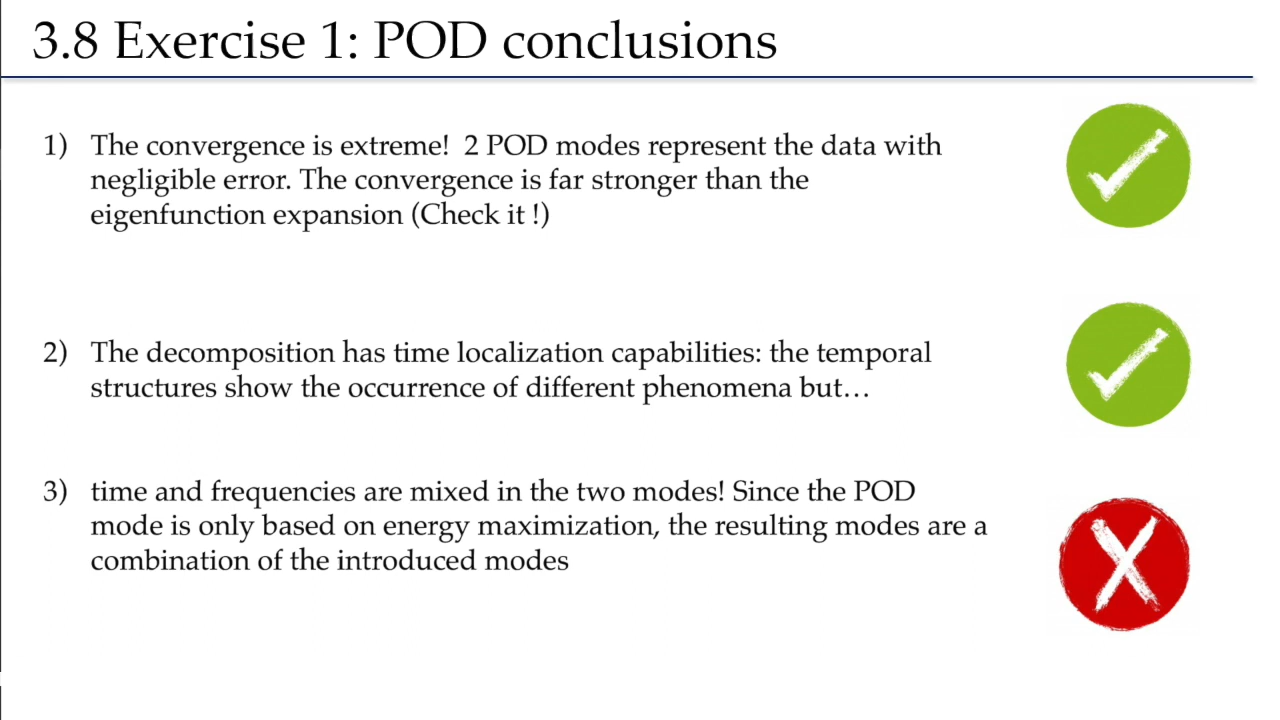 3.8 Exercise 1: POD conclusions
1) The convergence is extreme!  2 POD modes represent the data with
negligible error. The convergence is far stronger than the
eigenfunction expansion (Check it !)
2) The decomposition has time localization capabilities: the temporal
structures show the occurrence of different phenomena but…
3) time and frequencies are mixed in the two modes! Since the POD
mode is only based on energy maximization, the resulting modes are a
combination of the introduced modes